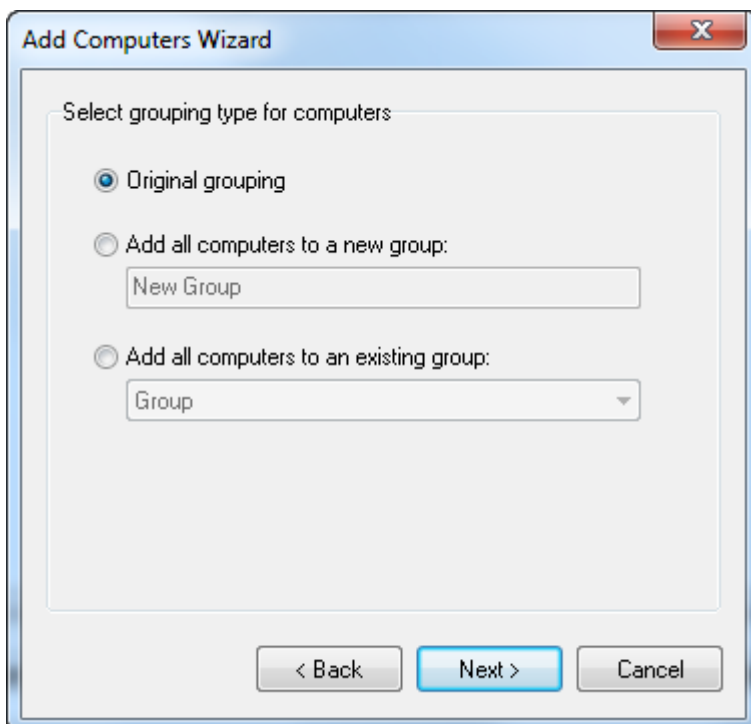 Add Computers Wizard
Select grouping type for computers
Original grouping
Add all computers to a new group:
New Group
Add all computers to an existing group:
Group
< Back
Next >
Cancel